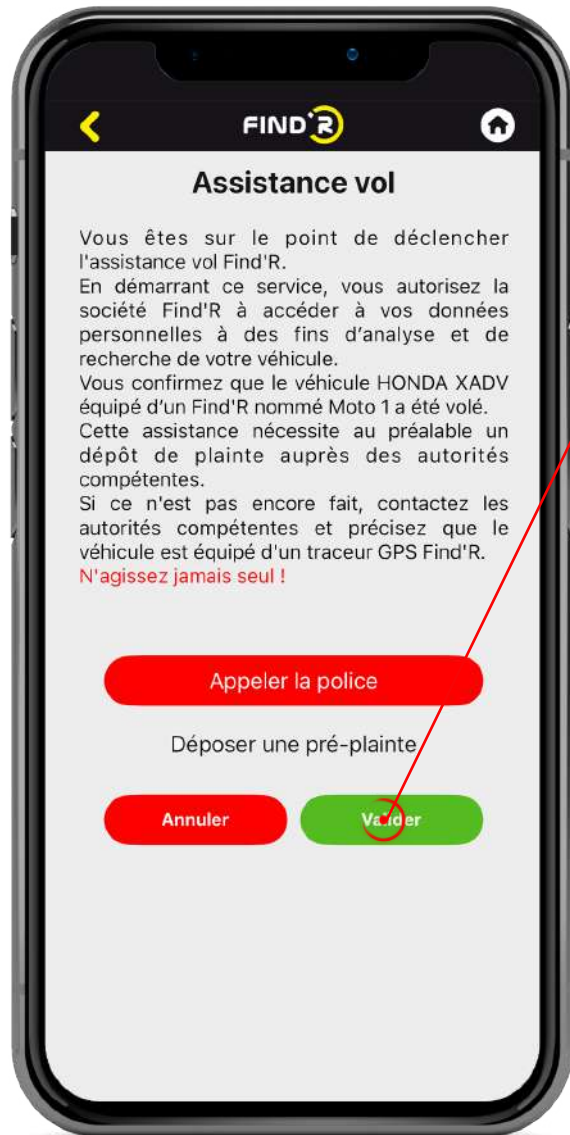 FIND'R
Assistance vol
Vous êtes sur le point de déclencher
l'assistance vol Find'R.
En démarrant ce service, vous autorisez la
société Find'R à accéder à vos données
personnelles à des fins d'analyse et de
recherche de votre véhicule.
Vous confirmez que le véhicule HONDA XADV
équipé d'un Find'R nommé Moto 1 a été volé.
Cette assistance nécessite au préalable un
dépôt de plainte auprès des autorités
compétentes.
Si ce n'est pas encore fait, contactez les
autorités compétentes et précisez que le
véhicule est équipé d'un traceur GPS Find'R.
N'agissez jamais seul !
Appeler la police
Déposer une pré-plainte
Annuler Valider